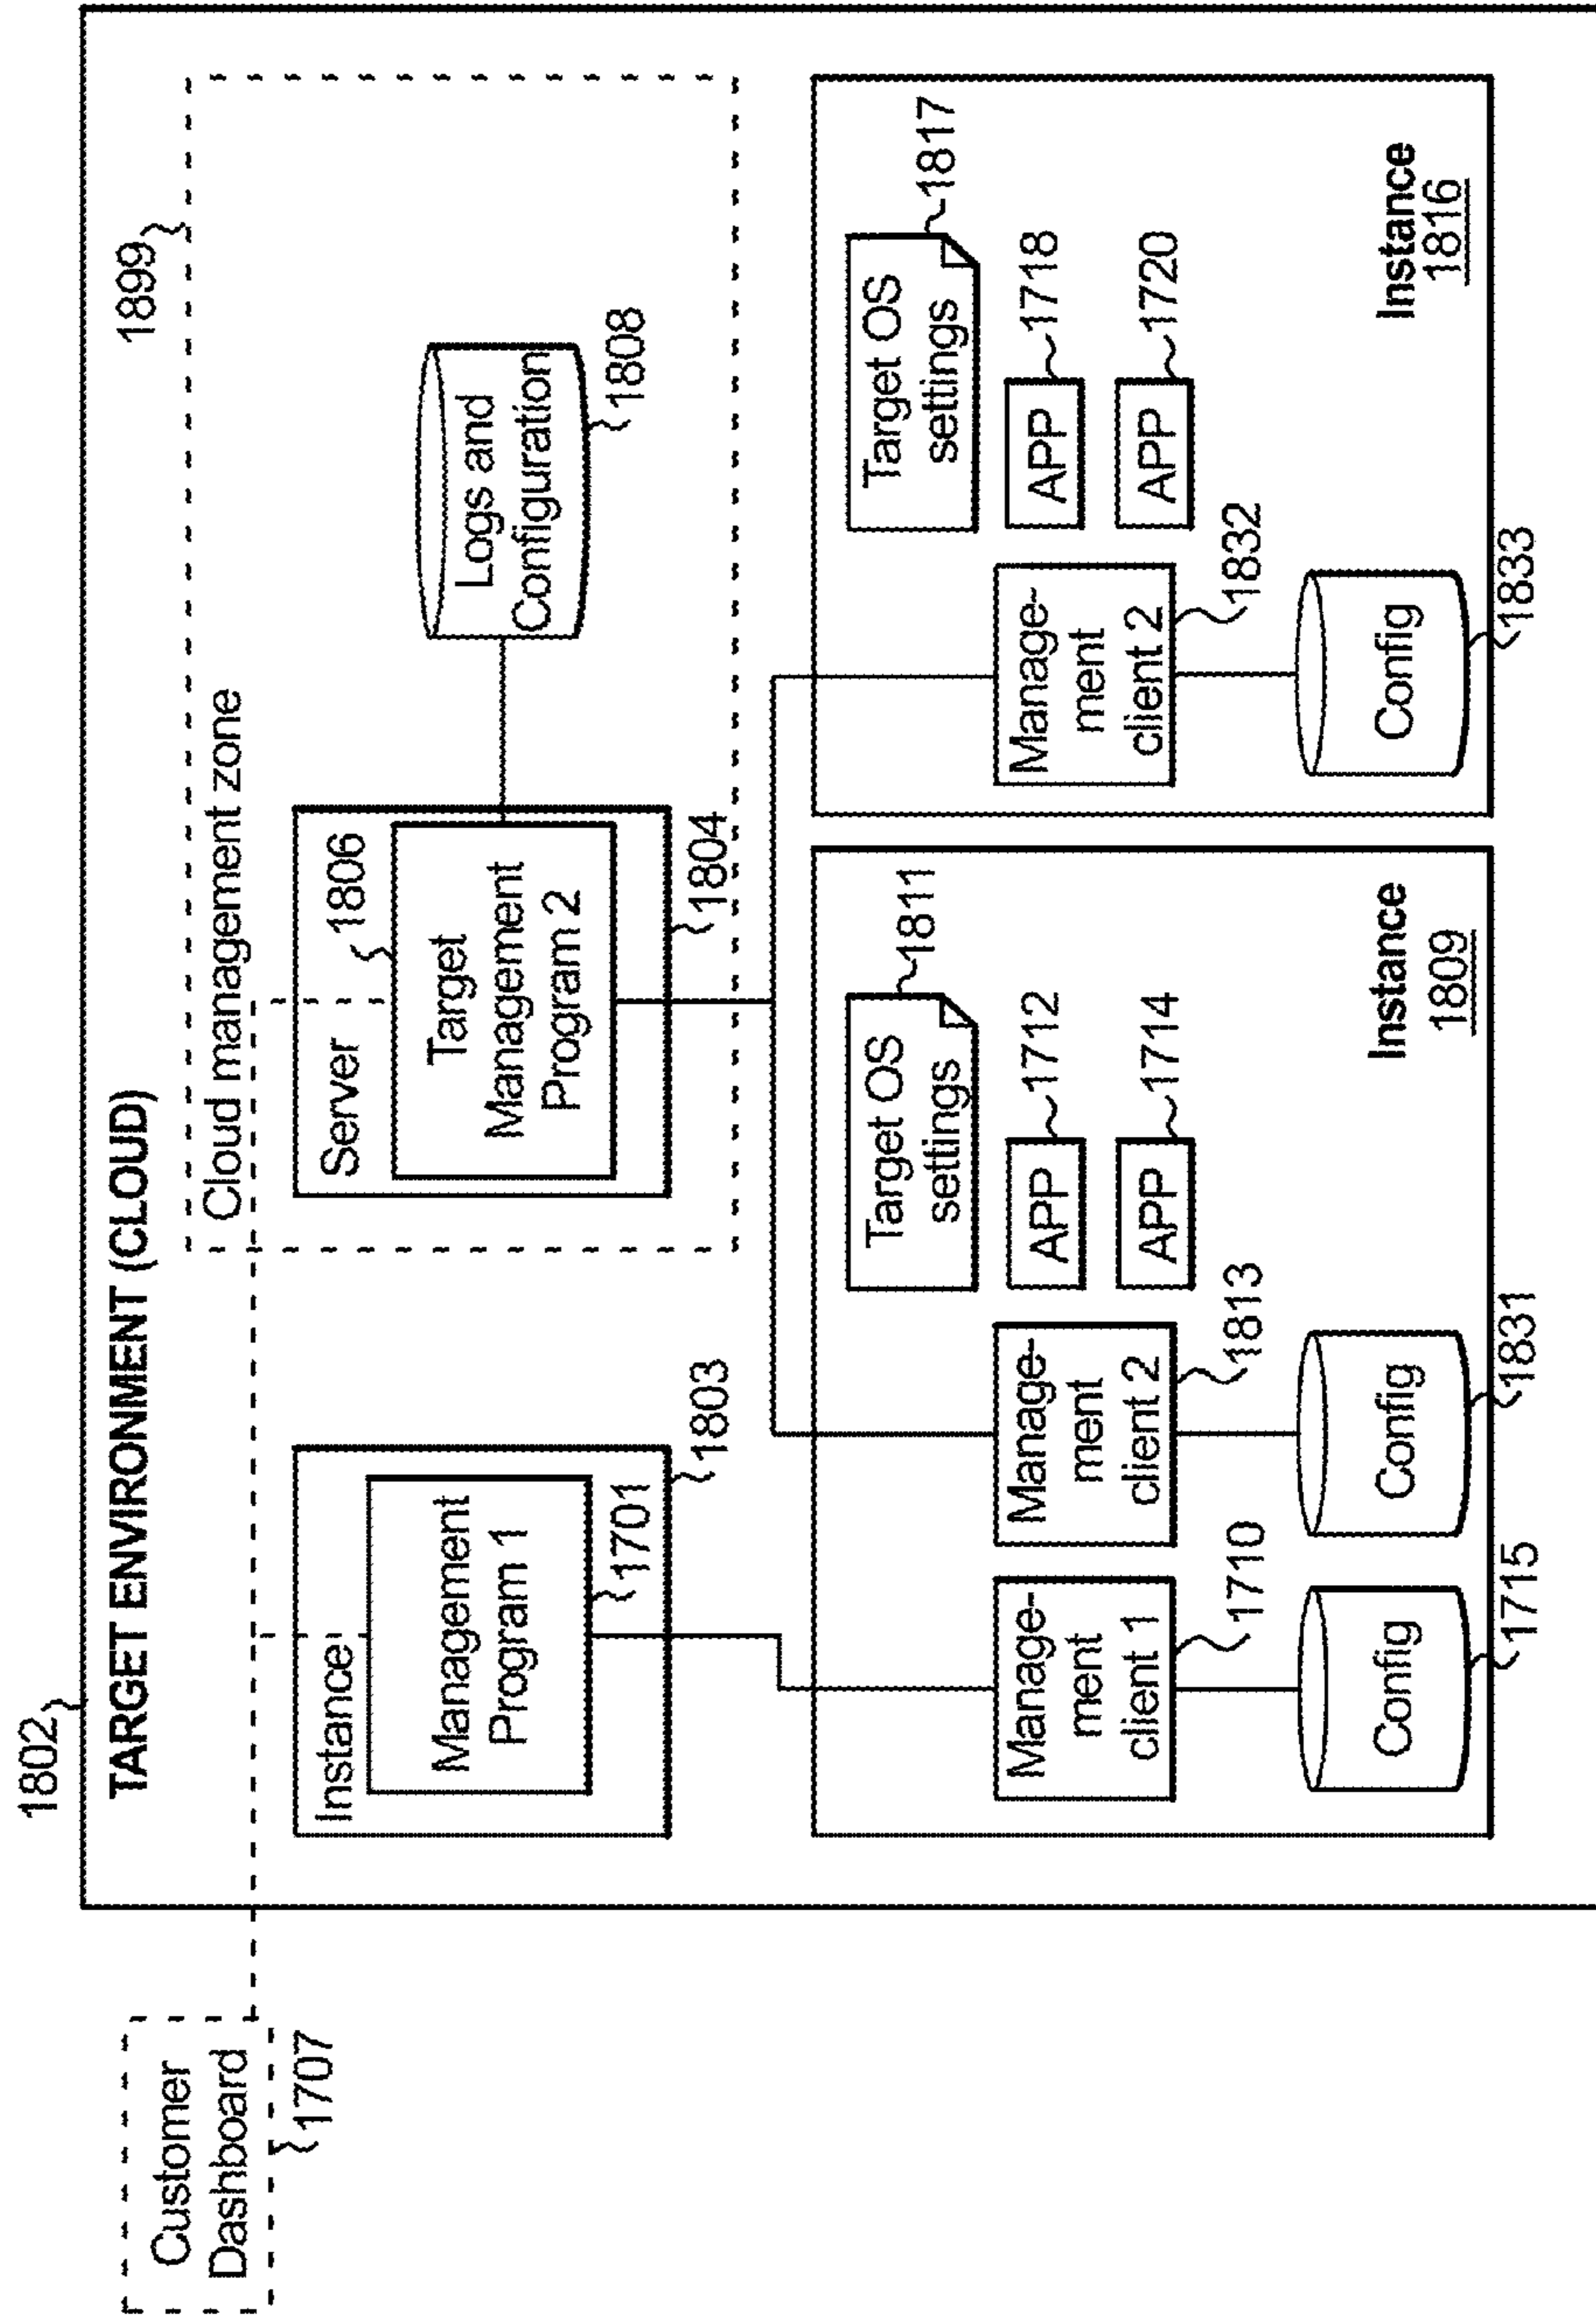 1802
TARGET ENVIRONMENT (CLOUD)
1899
Customer
Dashboard
1707
Cloud management zone
Instance
Management
Program 1
1701
1803
Server
1806
Target
Management
Program 2
1804
Logs and
Configuration
1808
Manage-
ment
client 1
1710
Config
1715
Manage-
ment
client 2
1813
Config
1831
Target OS
settings
1811
APP
1712
APP
1714
Instance
1809
Manage-
ment
client 2
1832
Config
1833
Target OS
settings
1817
APP
1718
APP
1720
Instance
1816